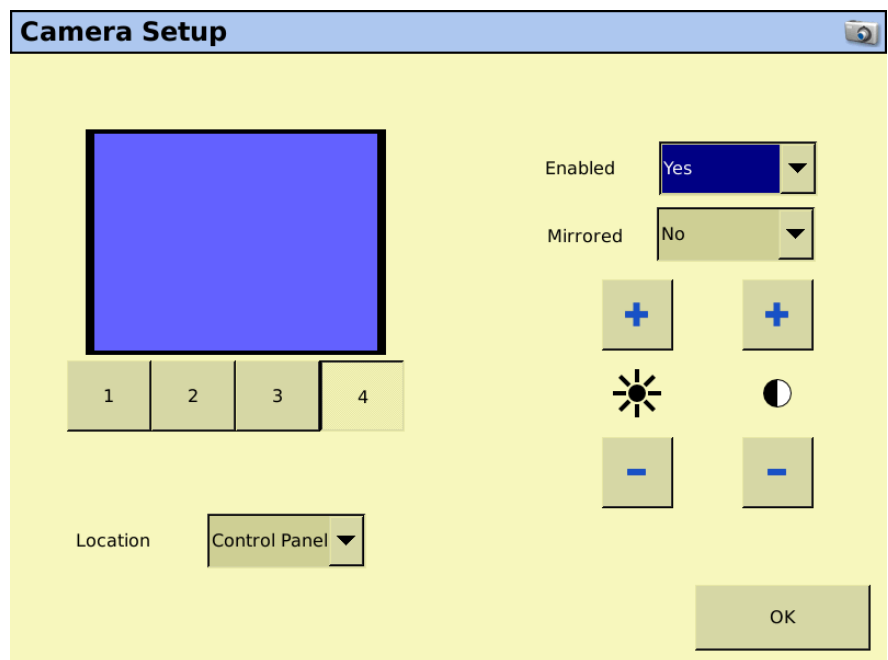 Camera Setup
Enabled Yes
Mirrored No
1 2 3 4
Location Control Panel
OK